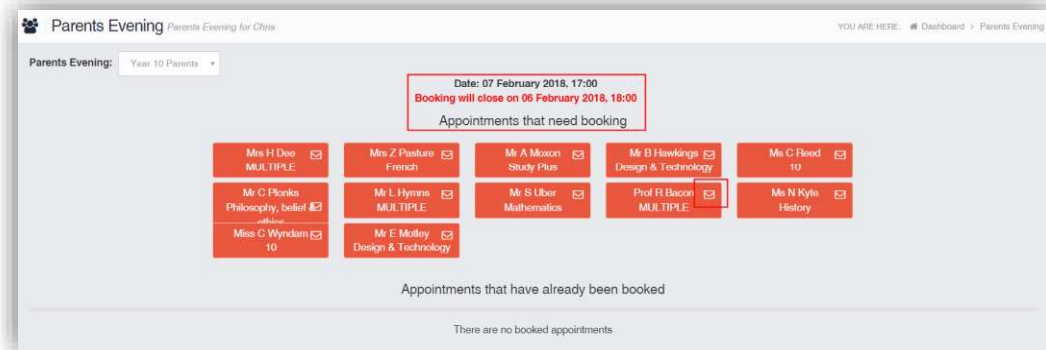 Parents Evening Parents Evening for Chris
YOU ARE HERE: Dashboard > Parents Evening
Parents Evening: Year 10 Parents
Date: 07 February 2018, 17:00
Booking will close on 06 February 2018, 18:00
Appointments that need booking
Mrs H Dee
MULTIPLE
Mrs Z Pasture
French
Mr A Moxon
Study Plus
Mr B Hawkings
Design & Technology
Ms C Reed
10
Mr C Plonks
Philosophy, belief &
ethics
Mr L Hymns
MULTIPLE
Mr S Uber
Mathematics
Prof R Bacon
MULTIPLE
Ms N Kyte
History
Miss C Wyndam
10
Mr E Motley
Design & Technology
Appointments that have already been booked
There are no booked appointments